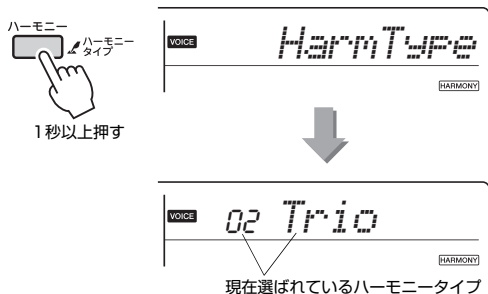 ハーモニー
ハーモニー
タイプ
1秒以上押す
VOICE
HarmType
HARMONY
VOICE
02 Trio
HARMONY
現在選ばれているハーモニータイプ